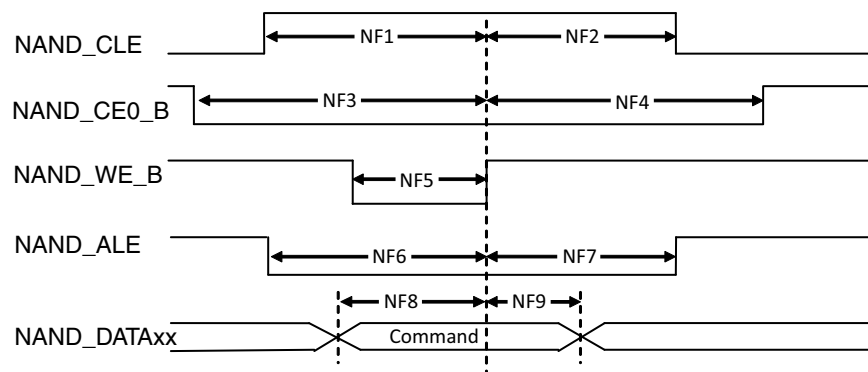 NAND_CLE
NF1
NF2
NAND_CE0_B
NF3
NF4
NAND_WE_B
NF5
NAND_ALE
NF6
NF7
NF8
NF9
NAND_DATAxx
Command